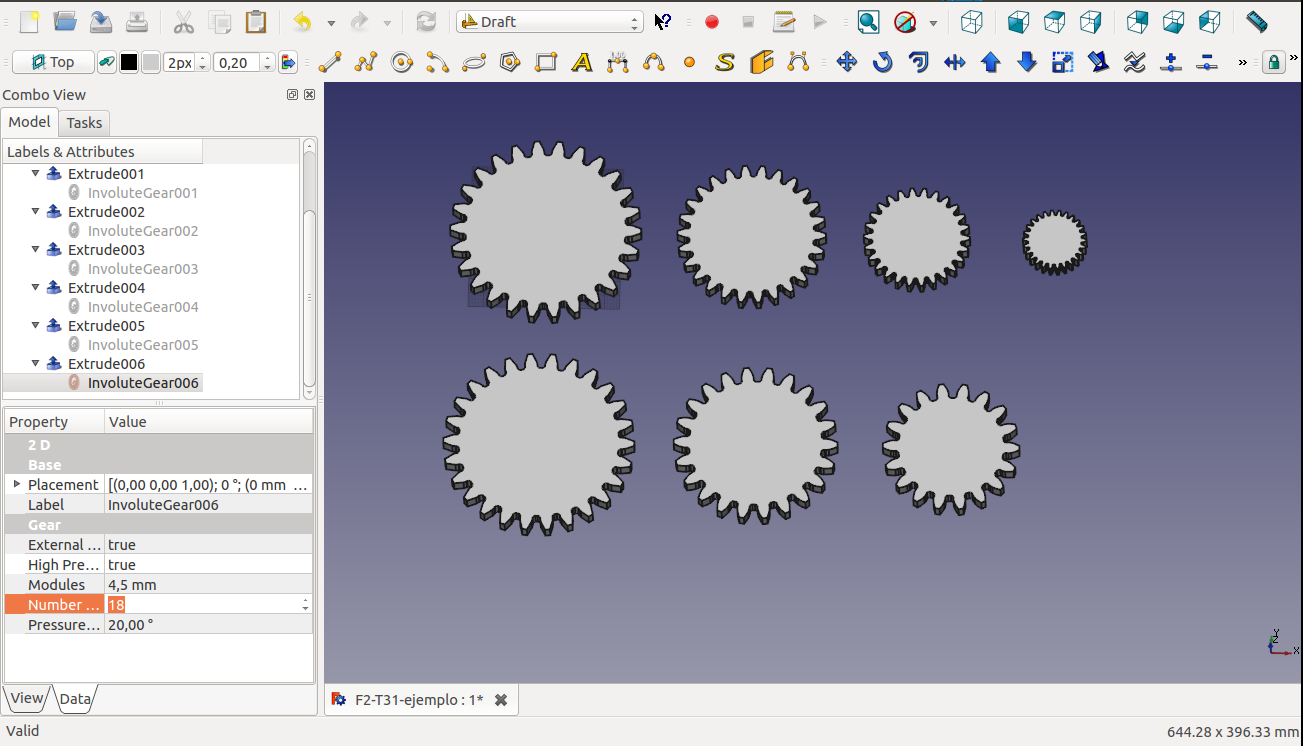 Draft
Top
2px
0,20
A
S
»
»
Combo View
Model
Tasks
Labels & Attributes
Extrude001
InvoluteGear001
Extrude002
InvoluteGear002
Extrude003
InvoluteGear003
Extrude004
InvoluteGear004
Extrude005
InvoluteGear005
Extrude006
InvoluteGear006
Property Value
2 D
Base
Placement [(0,00 0,00 1,00); 0 °; (0 mm ...
Label InvoluteGear006
Gear
External ... true
High Pre... true
Modules 4,5 mm
Number ... 18
Pressure... 20,00 °
View
Data
Y
Z
X
F2-T31-ejemplo : 1*
Valid
644.28 x 396.33 mm